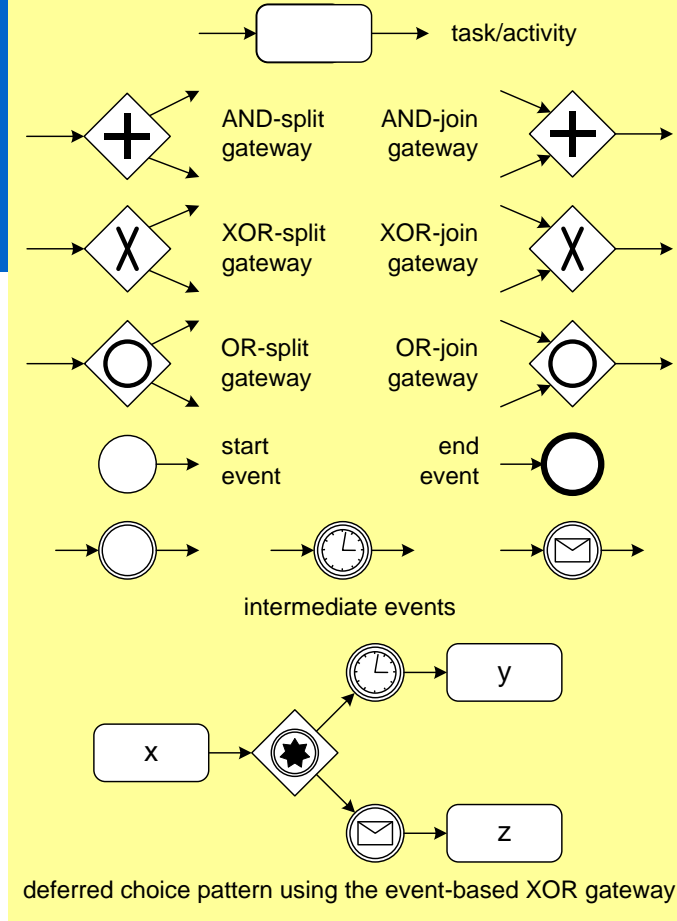 task/activity
AND-split
gateway
AND-join
gateway
XOR-split
gateway
XOR-join
gateway
OR-split
gateway
OR-join
gateway
start
event
end
event
intermediate events
y
x
z
deferred choice pattern using the event-based XOR gateway